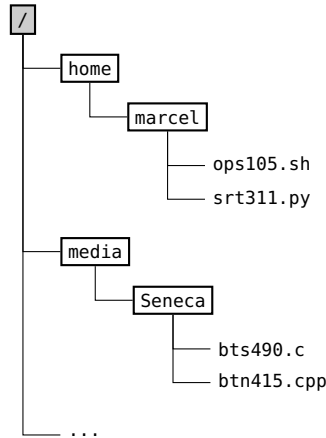 /
home
marcel
ops105.sh
srt311.py
media
Seneca
bts490.c
btn415.cpp
...